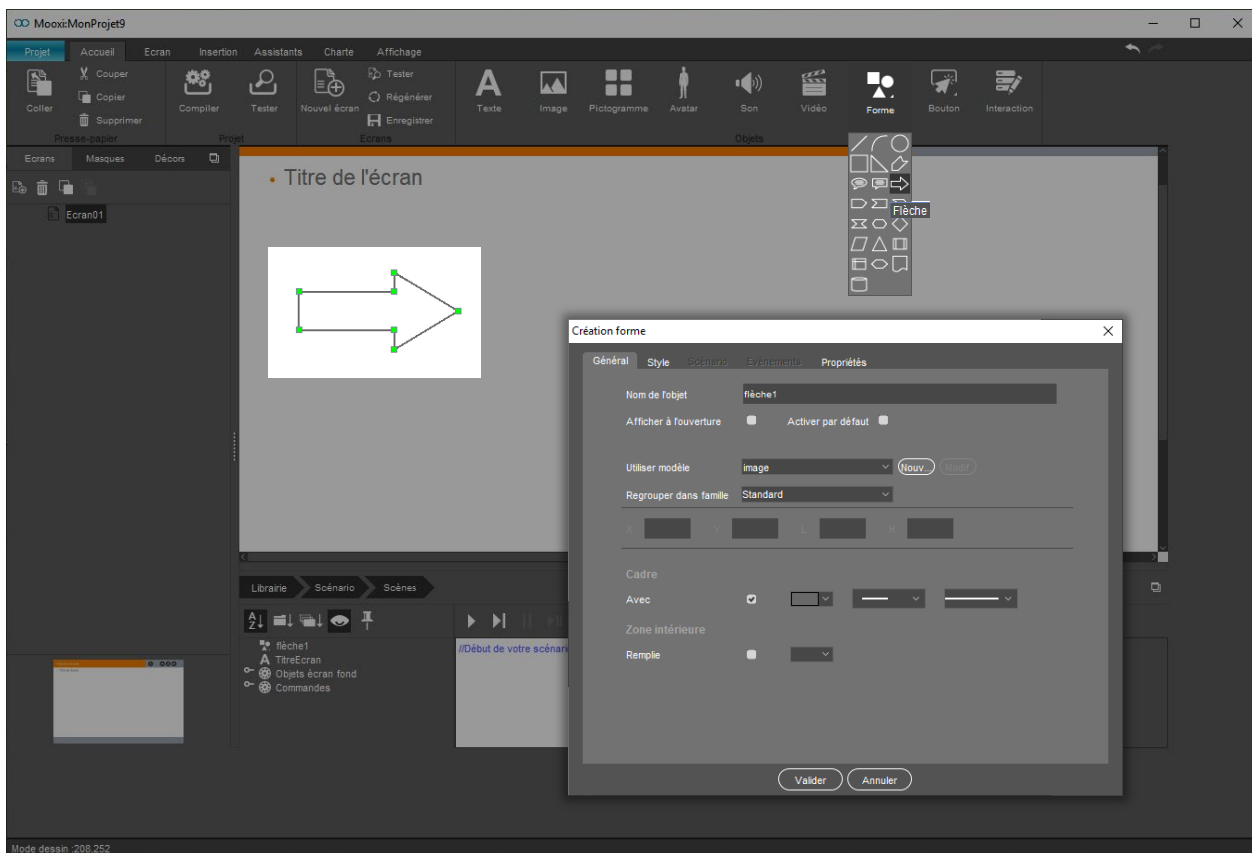 Mooxi:MonProjet9
Projet Accueil Ecran Insertion Assistants Charte Affichage
Coller
Couper
Copier
Supprimer
Compiler
Tester
Nouvel écran
Tester
Régénérer
Enregistrer
Texte
Image
Pictogramme
Avatar
Son
Vidéo
Forme
Bouton
Interaction
Presse-papier Projet Ecrans Objets
Ecrans Masques Décors
Ecran01
• Titre de l'écran
Flèche
Création forme
Général Style Scénario Evènements Propriétés
Nom de l'objet flèche1
Afficher à l'ouverture Activer par défaut
Utiliser modèle image Nouv... Modif
Regrouper dans famille Standard
X Y L H
Cadre
Avec
Zone intérieure
Remplie
Valider Annuler
Librairie Scénario Scènes
flèche1
TitreEcran
Objets écran fond
Commandes
//Début de votre scénari
Mode dessin :208,252